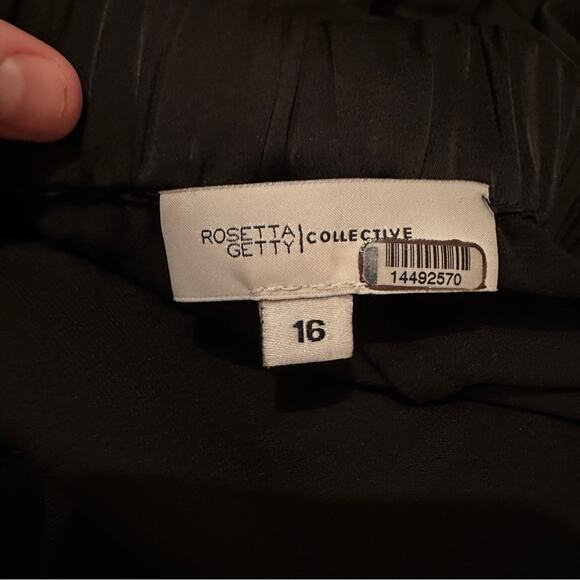 ROSETTA
GETTY | COLLECTIVE
14492570
16